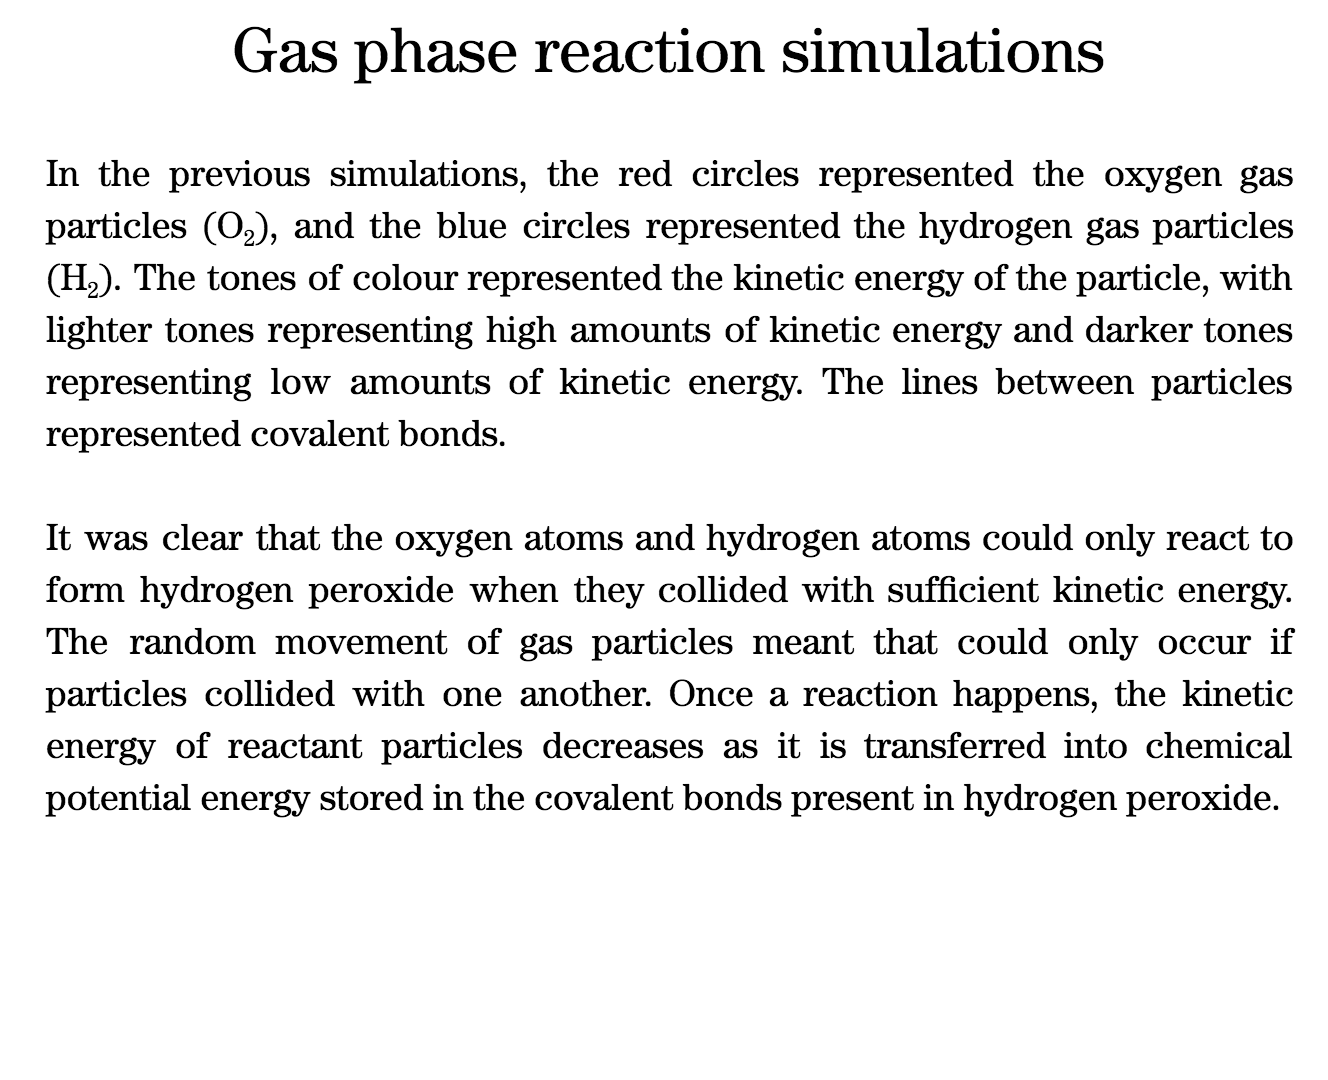 Gas phase reaction simulations
In the previous simulations, the red circles represented the oxygen gas
particles (O₂), and the blue circles represented the hydrogen gas particles
(H₂). The tones of colour represented the kinetic energy of the particle, with
lighter tones representing high amounts of kinetic energy and darker tones
representing low amounts of kinetic energy. The lines between particles
represented covalent bonds.
It was clear that the oxygen atoms and hydrogen atoms could only react to
form hydrogen peroxide when they collided with sufficient kinetic energy.
The random movement of gas particles meant that could only occur if
particles collided with one another. Once a reaction happens, the kinetic
energy of reactant particles decreases as it is transferred into chemical
potential energy stored in the covalent bonds present in hydrogen peroxide.